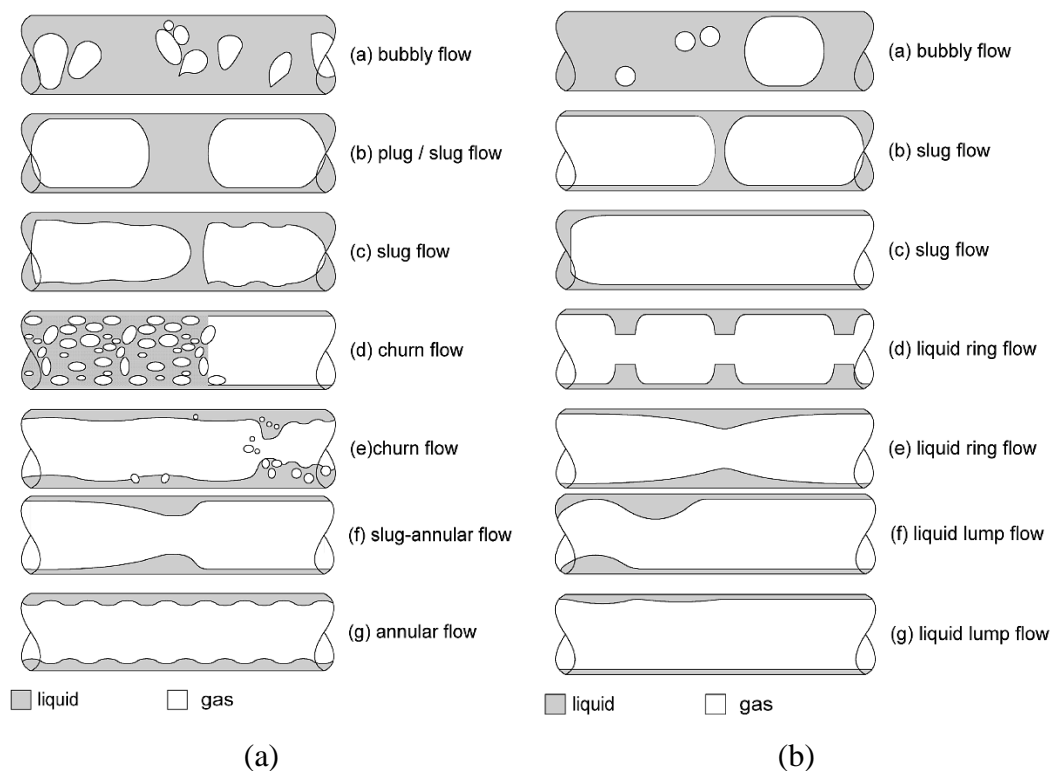 (a) bubbly flow
(b) plug / slug flow
(c) slug flow
(d) churn flow
(e)churn flow
(f) slug-annular flow
(g) annular flow
liquid gas
(a)
(a) bubbly flow
(b) slug flow
(c) slug flow
(d) liquid ring flow
(e) liquid ring flow
(f) liquid lump flow
(g) liquid lump flow
liquid gas
(b)